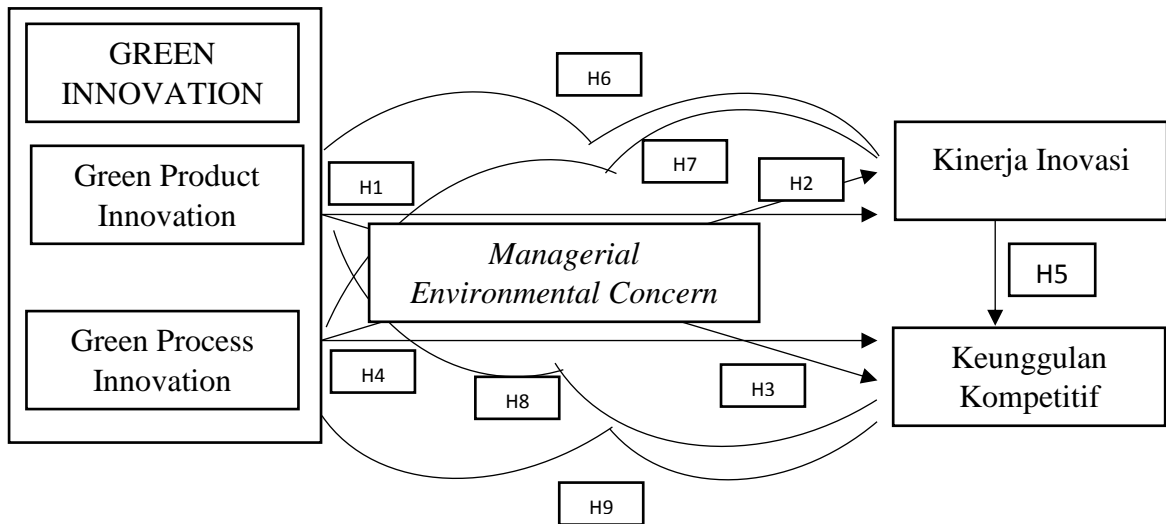 GREEN
INNOVATION
Green Product
Innovation
Green Process
Innovation
H6
H7
H1
H2
Managerial
Environmental Concern
H4
H8
H3
H9
Kinerja Inovasi
H5
Keunggulan
Kompetitif